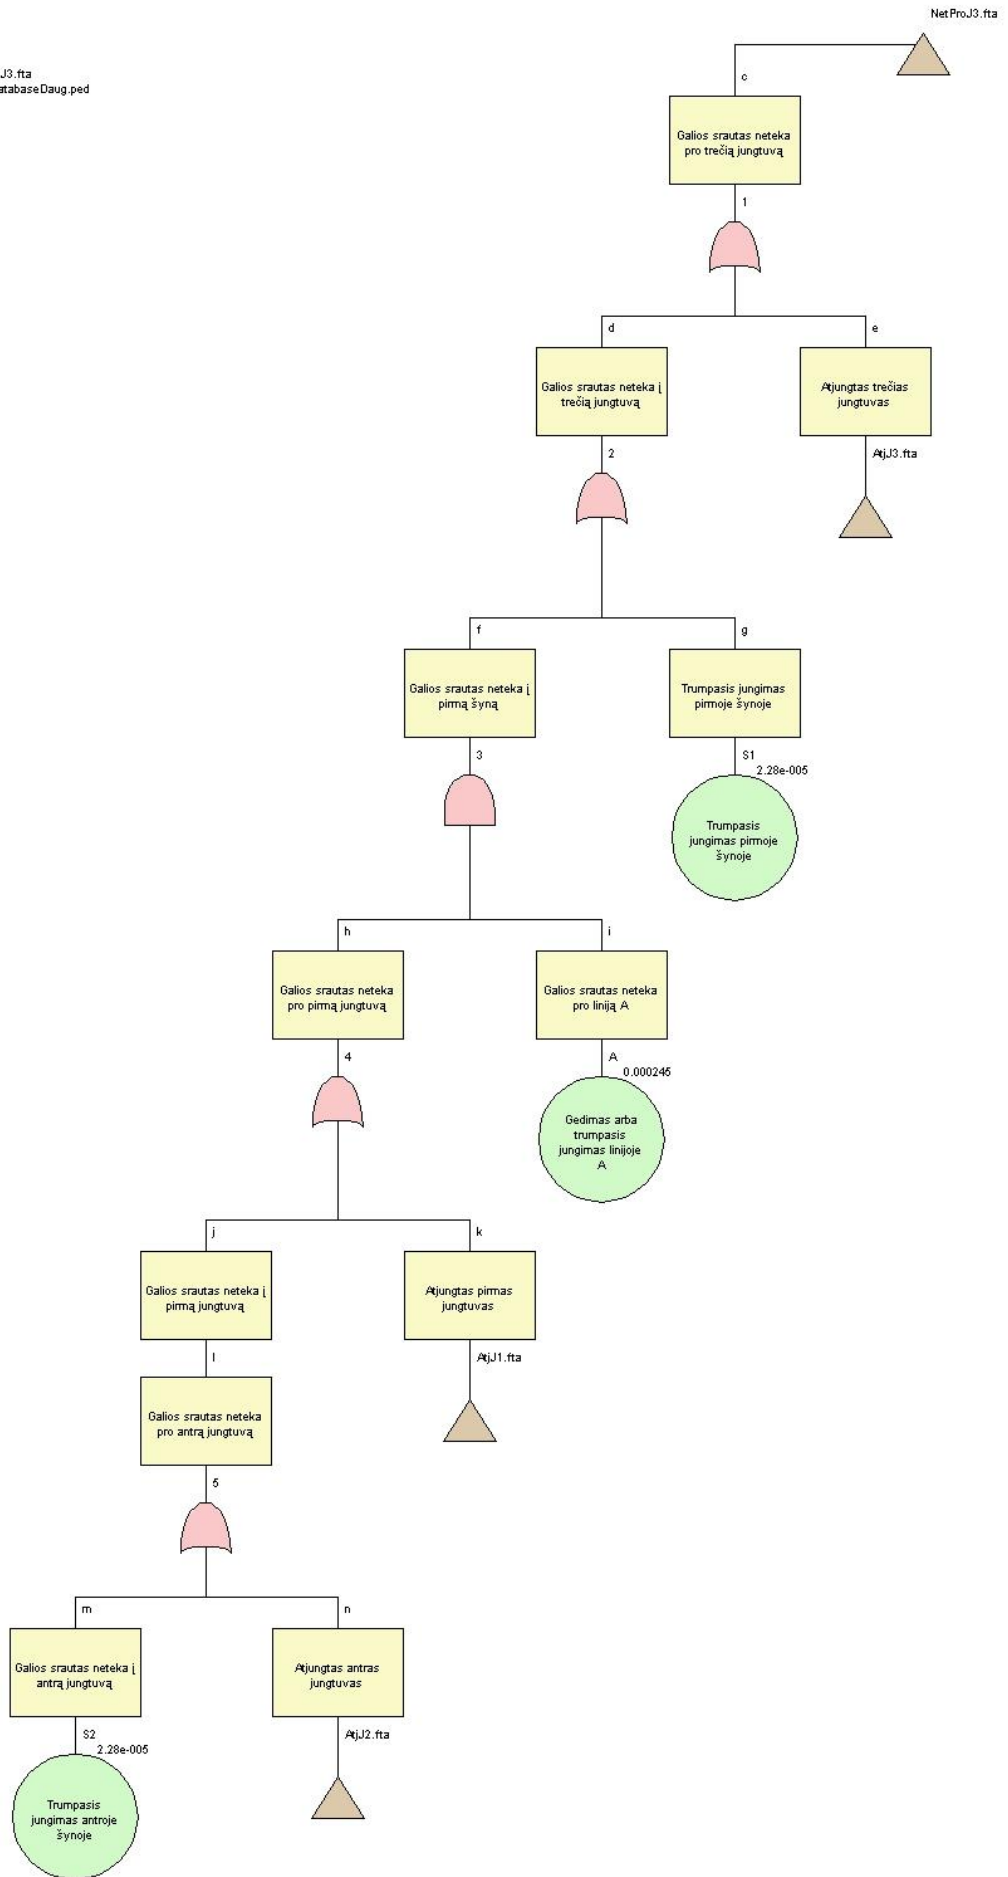 NetProJ3.fta
J3.fta
atabaseDaug.ped
c
Galios srautas neteka
pro trečią jungtuvą
1
d
e
Galios srautas neteka į
trečią jungtuvą
Atjungtas trečias
jungtuvas
2
AtjJ3.fta
f
g
Galios srautas neteka į
pirmą šyną
Trumpasis jungimas
pirmoje šynoje
3
S1
2.28e-005
Trumpasis
jungimas pirmoje
šynoje
h
i
Galios srautas neteka
pro pirmą jungtuvą
Galios srautas neteka
pro liniją A
4
A
0.000245
Gedimas arba
trumpasis
jungimas linijoje
A
j
k
Galios srautas neteka į
pirmą jungtuvą
Atjungtas pirmas
jungtuvas
l
AtjJ1.fta
Galios srautas neteka
pro antrą jungtuvą
5
m
n
Galios srautas neteka į
antrą jungtuvą
Atjungtas antras
jungtuvas
S2
2.28e-005
AtjJ2.fta
Trumpasis
jungimas antroje
šynoje